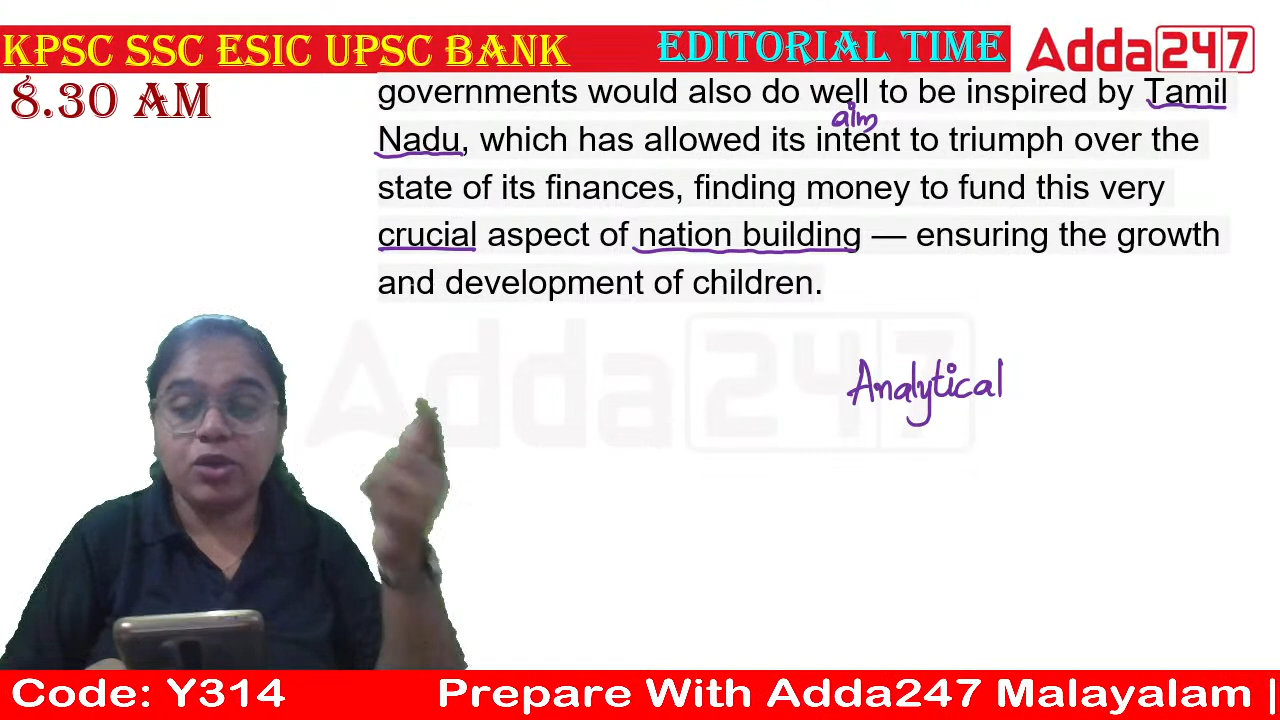 KPSC SSC ESIC UPSC BANK
EDITORIAL TIME
Adda247
8.30 AM
governments would also do well to be inspired by Tamil
aim
Nadu, which has allowed its intent to triumph over the
state of its finances, finding money to fund this very
crucial aspect of nation building — ensuring the growth
and development of children.
Adda247
Analytical
Code: Y314
Prepare With Adda247 Malayalam |